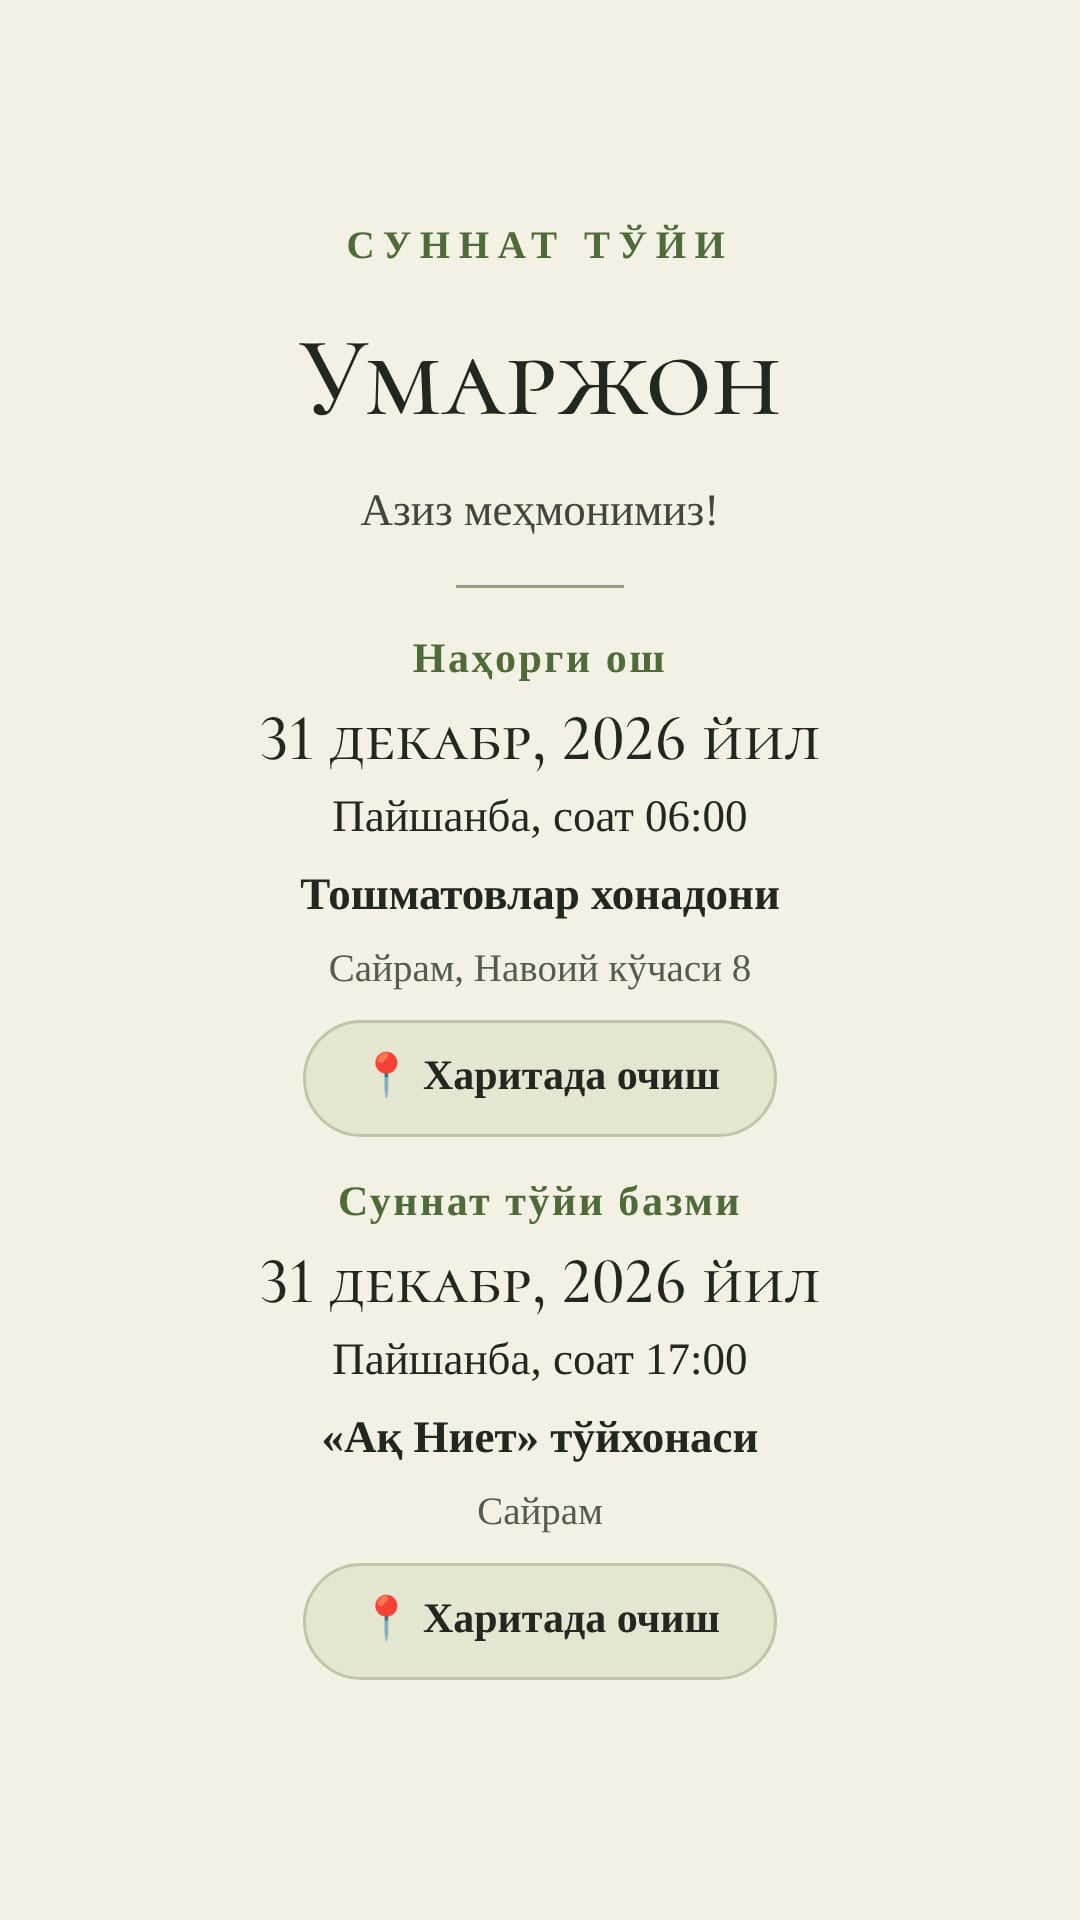 СУННАТ ТЎЙИ
Умаржон
Азиз меҳмонимиз!
Наҳорги ош
31 декабр, 2026 йил
Пайшанба, соат 06:00
Тошматовлар хонадони
Сайрам, Навоий кўчаси 8
📍 Харитада очиш
Суннат тўйи базми
31 декабр, 2026 йил
Пайшанба, соат 17:00
«Ақ Ниет» тўйхонаси
Сайрам
📍 Харитада очиш